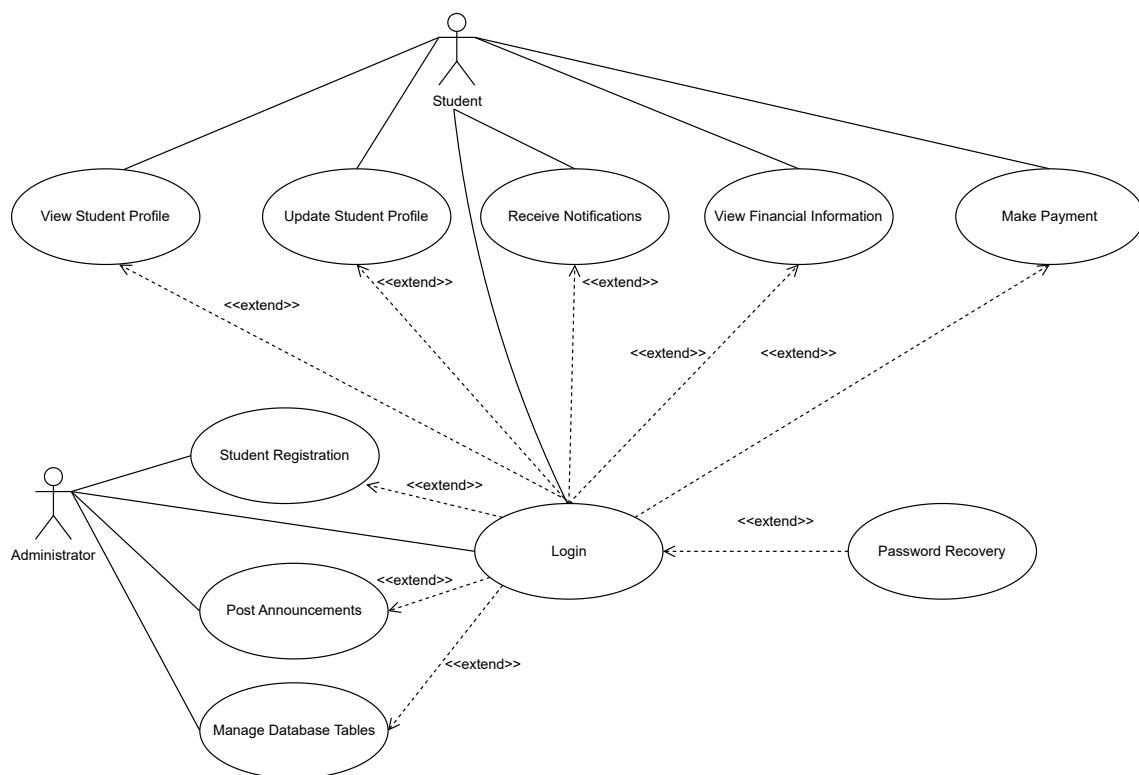 Student
View Student Profile
Update Student Profile
Receive Notifications
View Financial Information
Make Payment
<<extend>>
<<extend>>
<<extend>>
<<extend>>
<<extend>>
Student Registration
<<extend>>
Administrator
Login
<<extend>>
Password Recovery
<<extend>>
Post Announcements
<<extend>>
Manage Database Tables